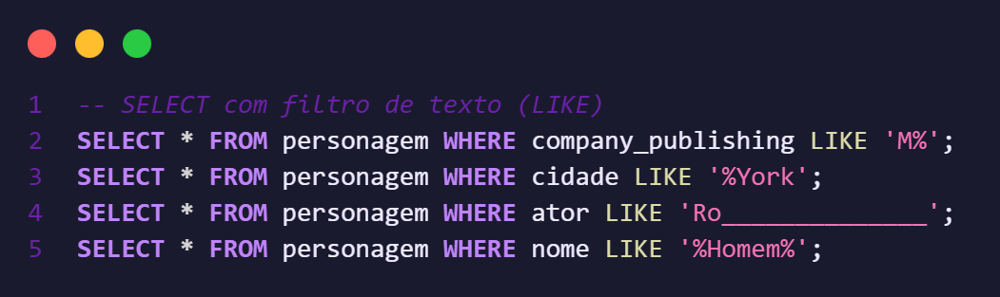 1 -- SELECT com filtro de texto (LIKE)
2 SELECT * FROM personagem WHERE company_publishing LIKE 'M%';
3 SELECT * FROM personagem WHERE cidade LIKE '%York';
4 SELECT * FROM personagem WHERE ator LIKE 'Ro______________';
5 SELECT * FROM personagem WHERE nome LIKE '%Homem%';